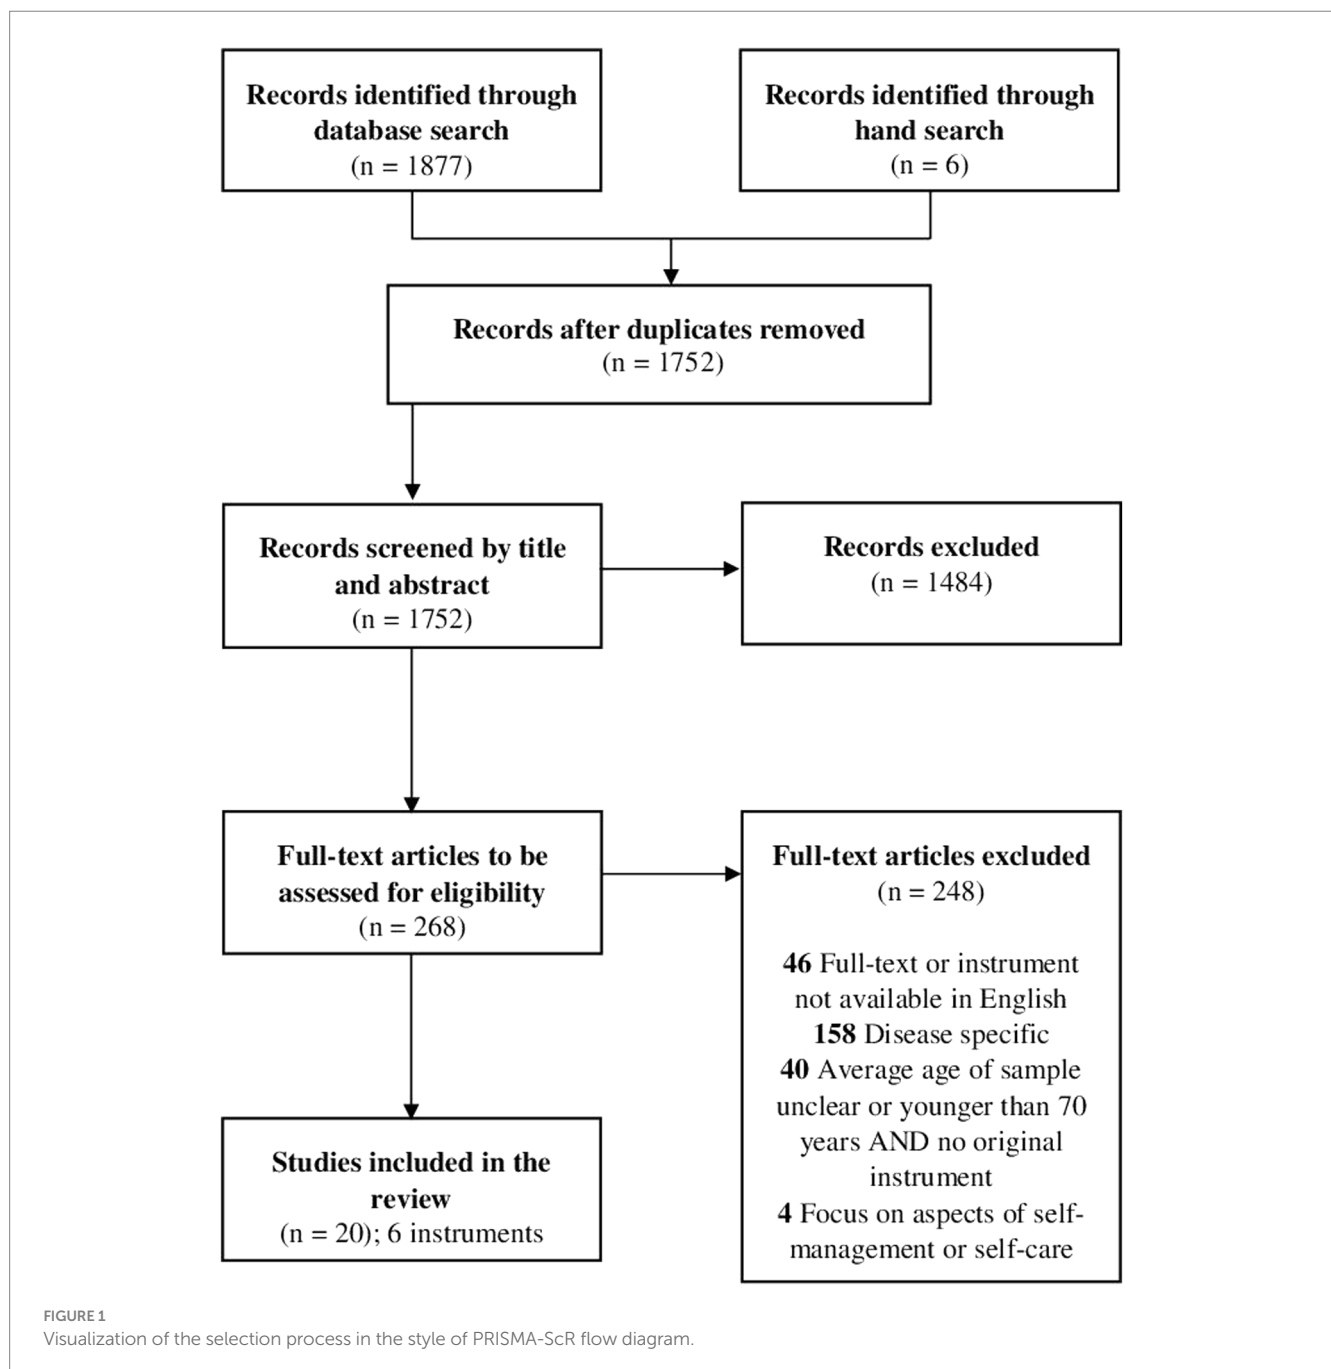 Records identified through
database search
(n = 1877)
Records identified through
hand search
(n = 6)
Records after duplicates removed
(n = 1752)
Records screened by title
and abstract
(n = 1752)
Records excluded
(n = 1484)
Full-text articles to be
assessed for eligibility
(n = 268)
Full-text articles excluded
(n = 248)
46 Full-text or instrument
not available in English
158 Disease specific
40 Average age of sample
unclear or younger than 70
years AND no original
instrument
4 Focus on aspects of self-
management or self-care
Studies included in the
review
(n = 20); 6 instruments
FIGURE 1
Visualization of the selection process in the style of PRISMA-ScR flow diagram.